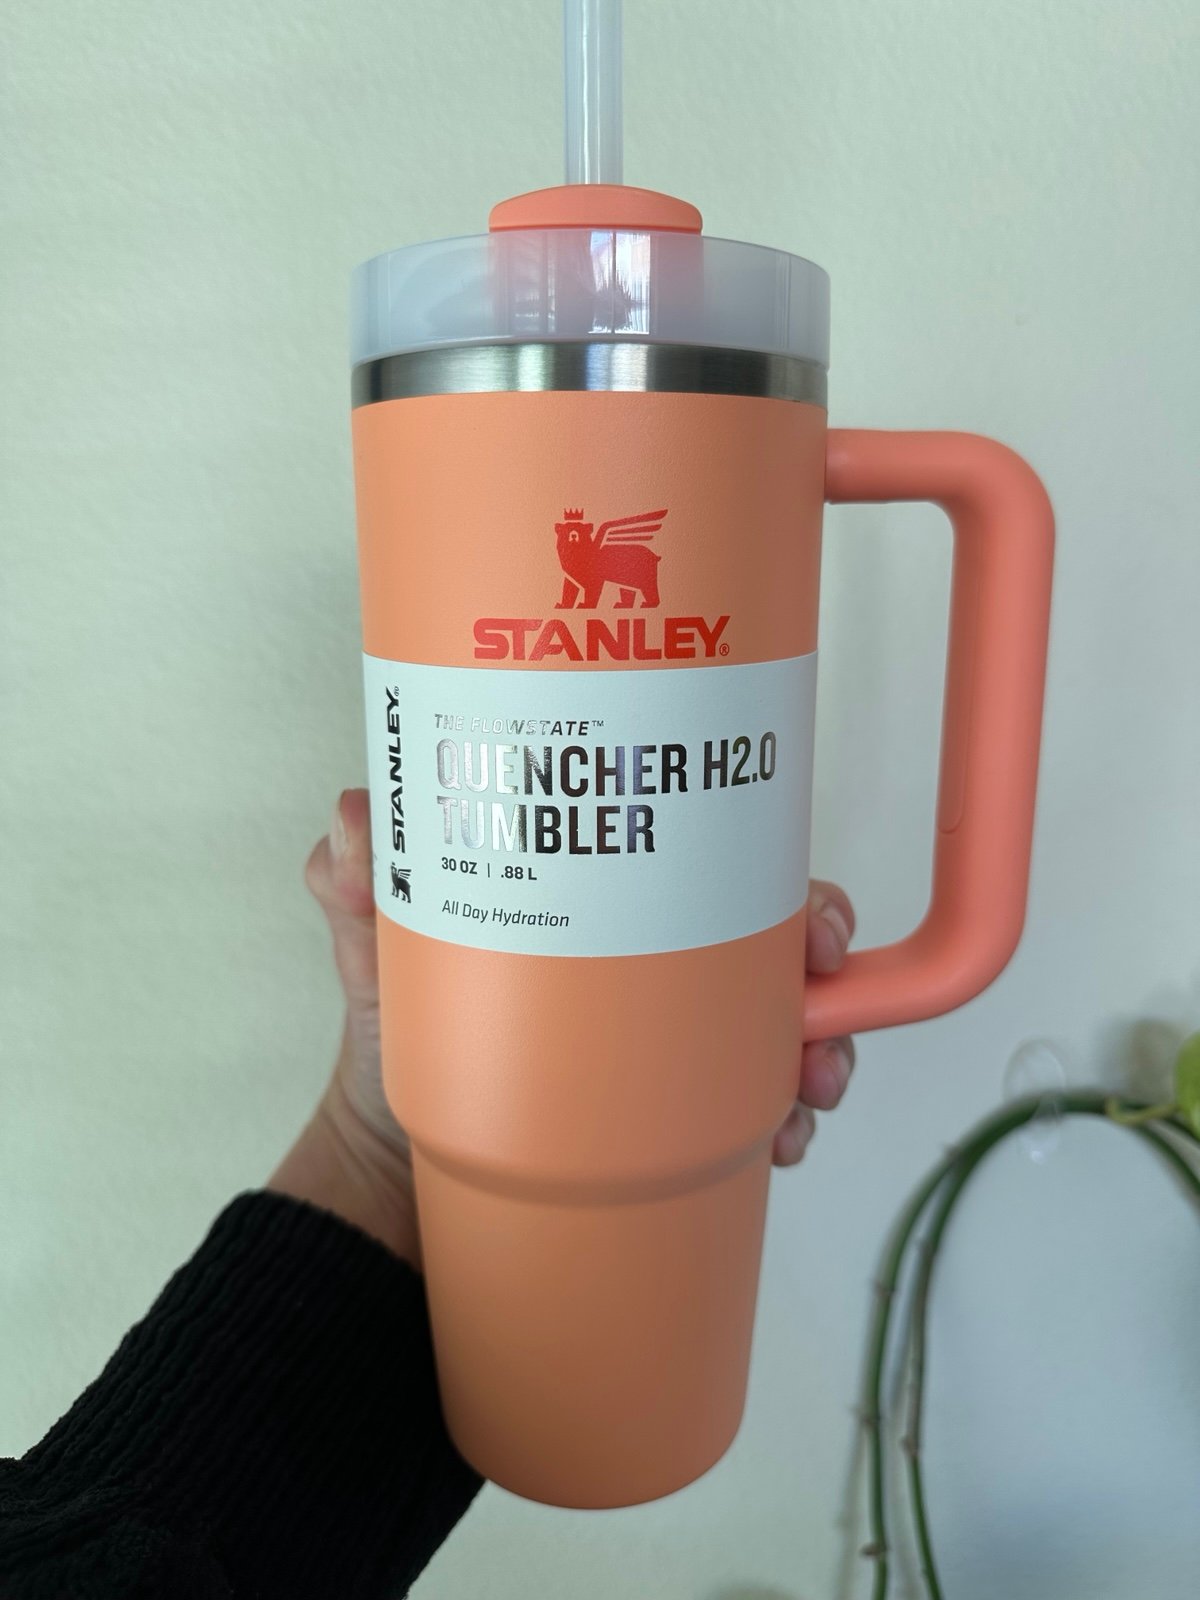 STANLEY®
STANLEY®
THE FLOWSTATE™
QUENCHER H2.0
TUMBLER
30 OZ | .88 L
All Day Hydration